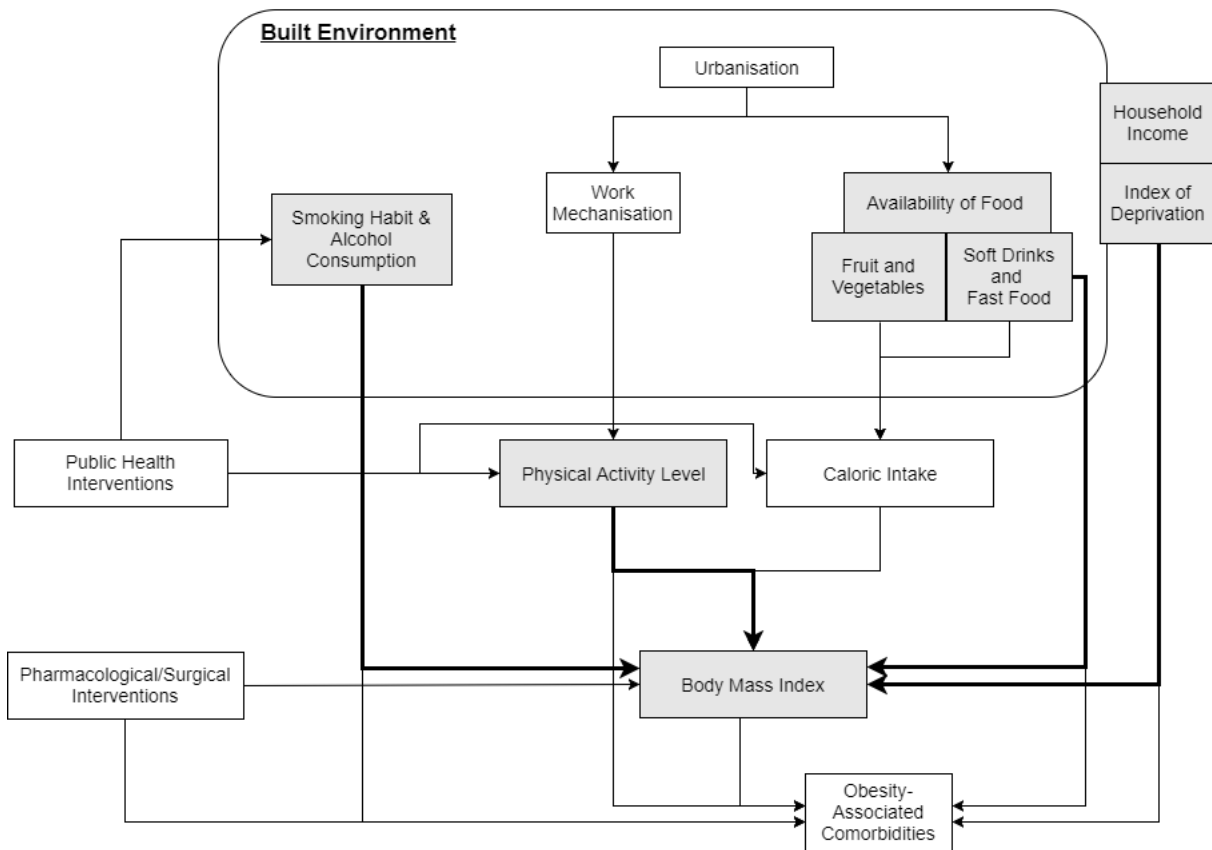 Built Environment
Urbanisation
Household
Income
Work
Mechanisation
Availability of Food
Index of
Deprivation
Smoking Habit &
Alcohol
Consumption
Fruit and
Vegetables
Soft Drinks
and
Fast Food
Public Health
Interventions
Physical Activity Level
Caloric Intake
Pharmacological/Surgical
Interventions
Body Mass Index
Obesity-
Associated
Comorbidities